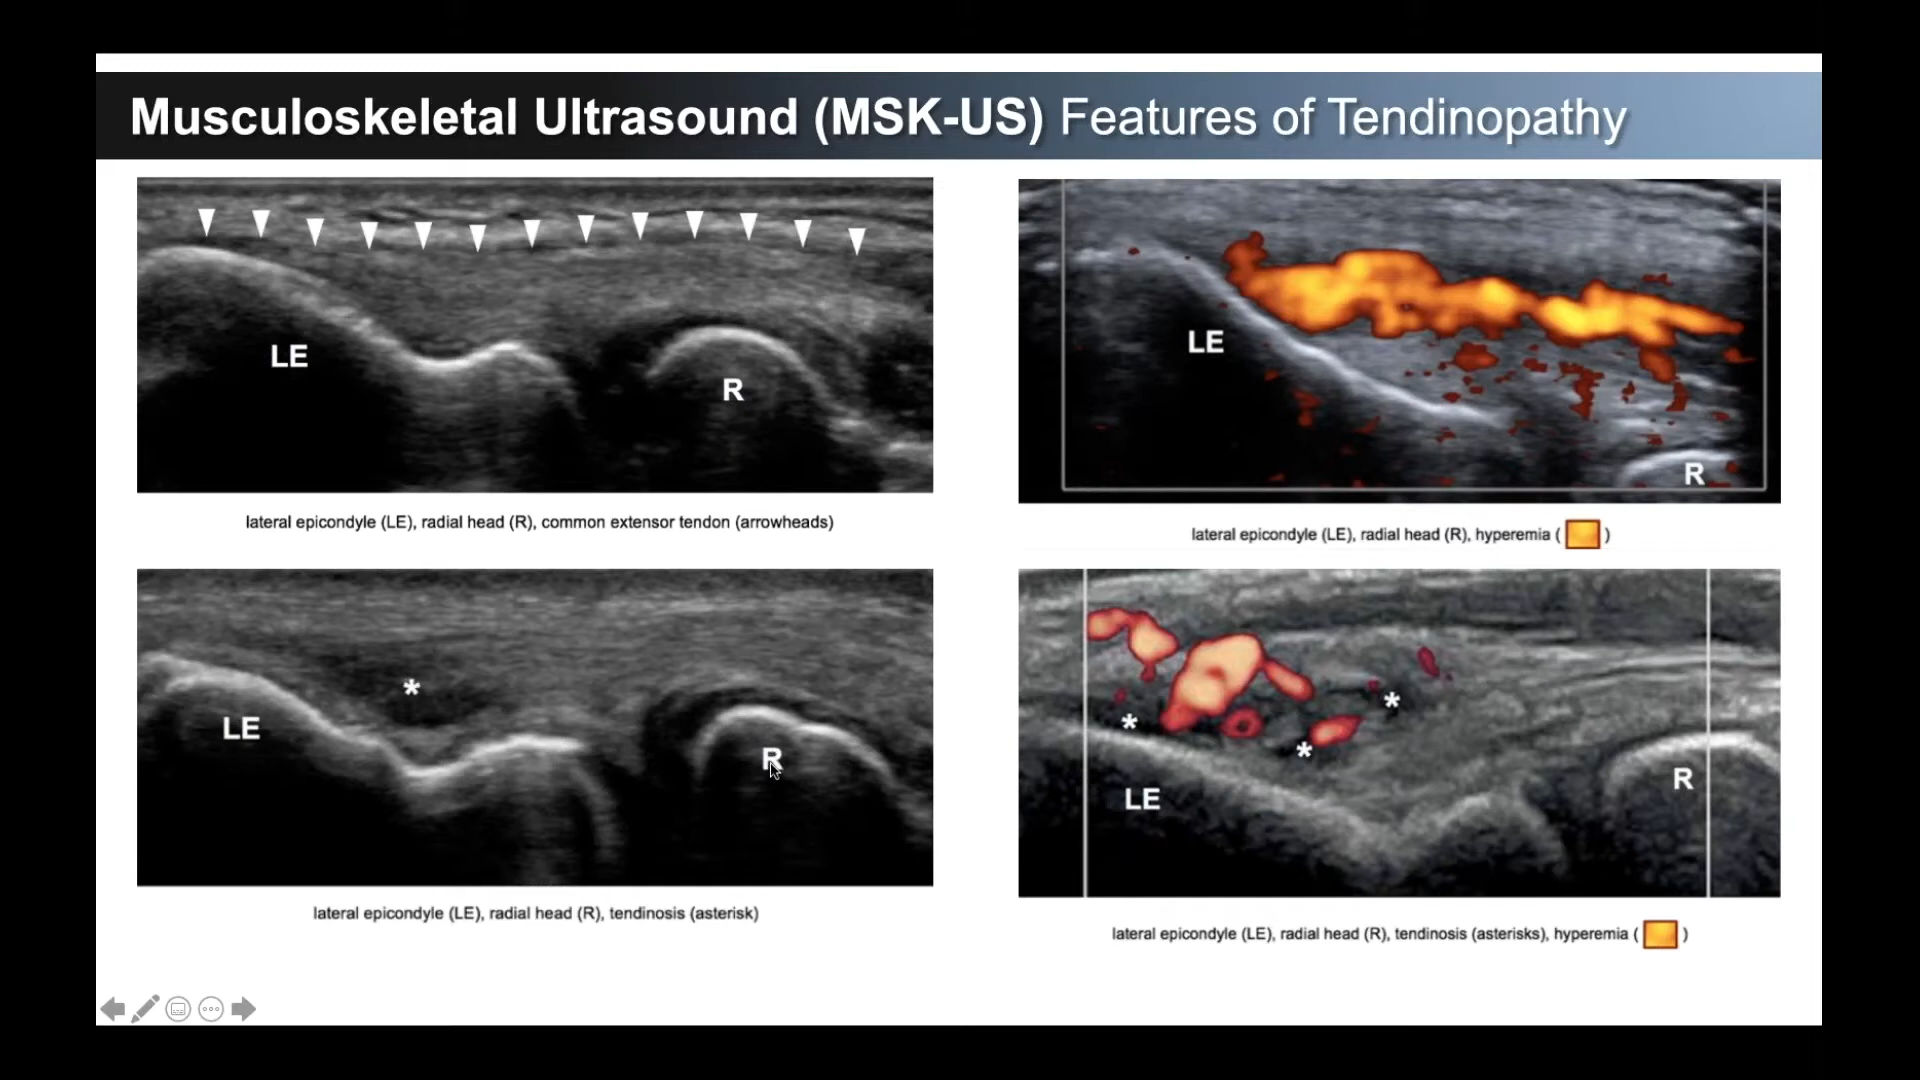 Musculoskeletal Ultrasound (MSK-US) Features of Tendinopathy
LE
R
lateral epicondyle (LE), radial head (R), common extensor tendon (arrowheads)
LE
R
lateral epicondyle (LE), radial head (R), hyperemia ( )
*
LE
R
lateral epicondyle (LE), radial head (R), tendinosis (asterisk)
*
*
*
LE
R
lateral epicondyle (LE), radial head (R), tendinosis (asterisks), hyperemia ( )